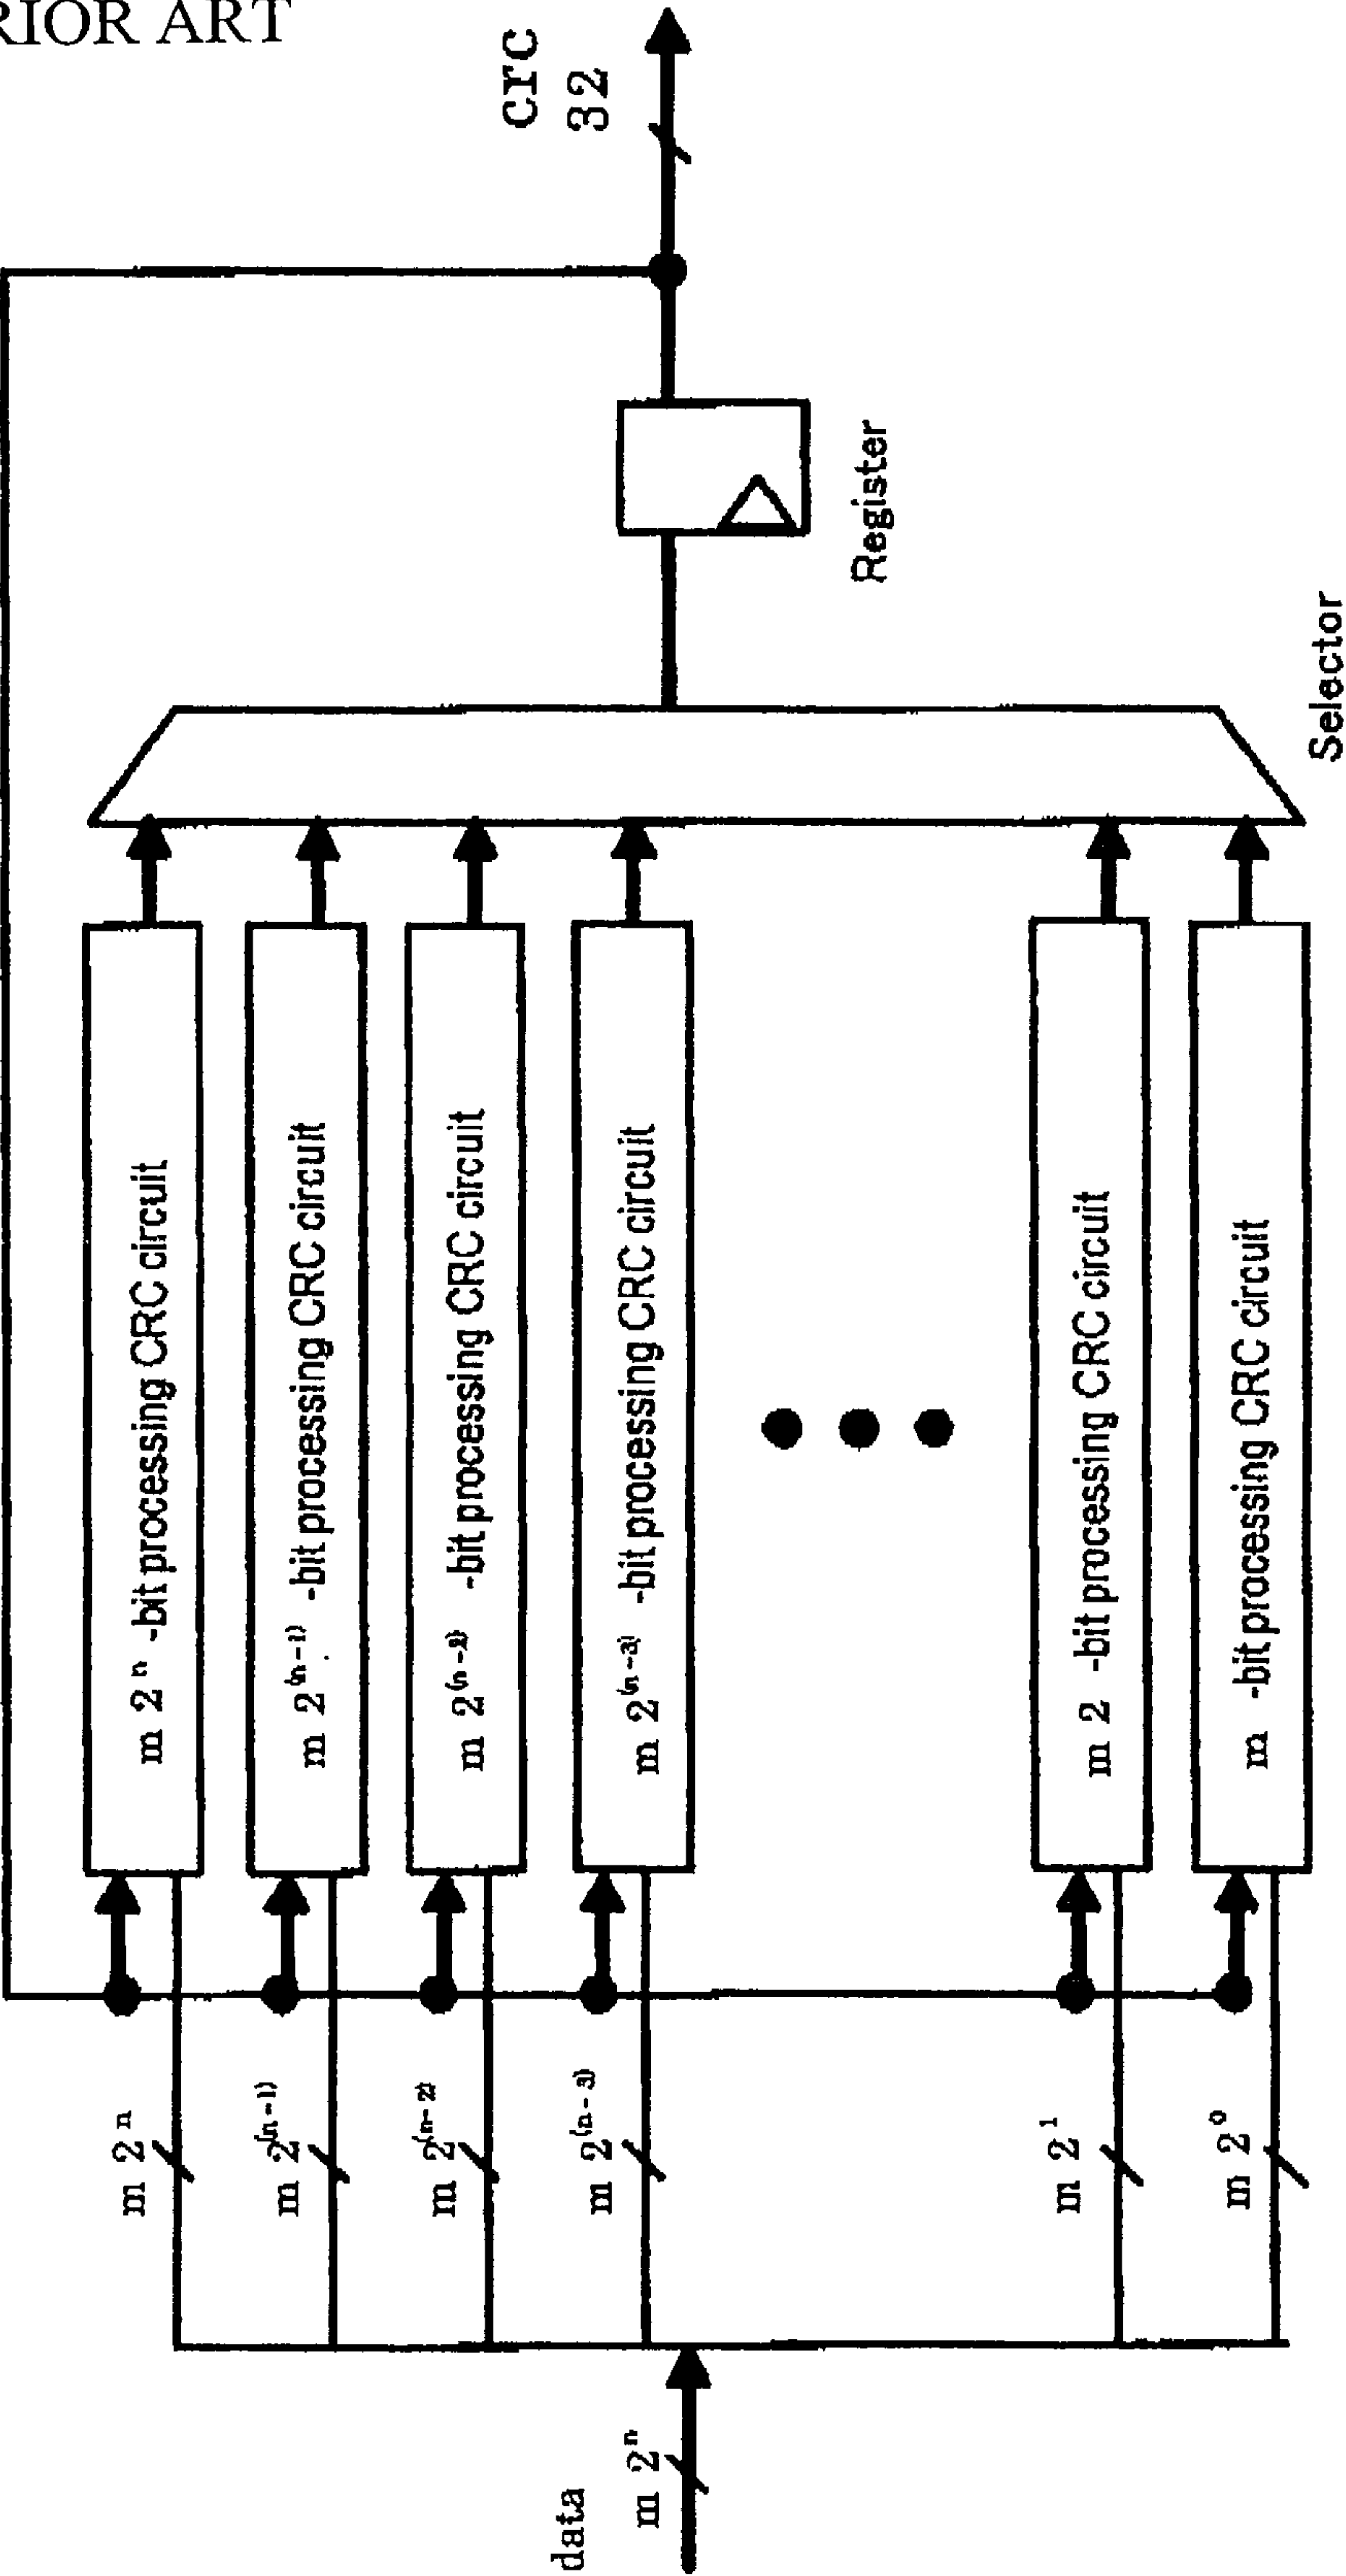 RIOR ART
crc
32
Register
Selector
m 2ⁿ -bit processing CRC circuit
m 2⁽ⁿ⁻¹⁾ -bit processing CRC circuit
m 2⁽ⁿ⁻²⁾ -bit processing CRC circuit
m 2⁽ⁿ⁻³⁾ -bit processing CRC circuit
m 2 -bit processing CRC circuit
m -bit processing CRC circuit
m 2ⁿ
m 2⁽ⁿ⁻¹⁾
m 2⁽ⁿ⁻²⁾
m 2⁽ⁿ⁻³⁾
m 2¹
m 2⁰
data
m 2ⁿ